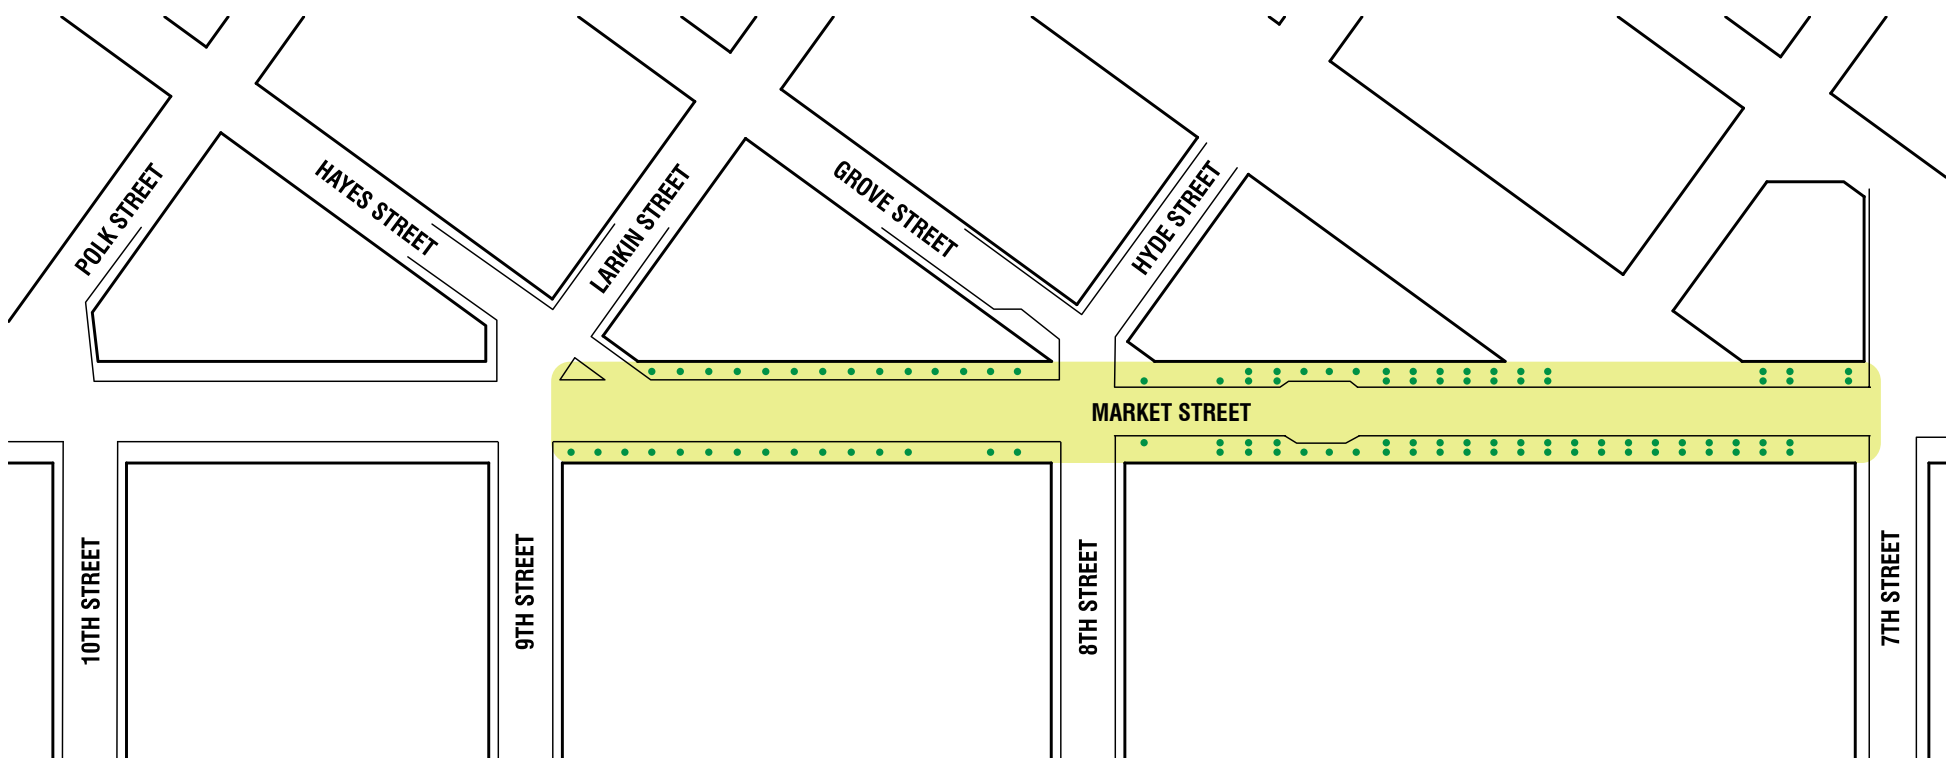 POLK STREET
HAYES STREET
LARKIN STREET
GROVE STREET
HYDE STREET
MARKET STREET
10TH STREET
9TH STREET
8TH STREET
7TH STREET